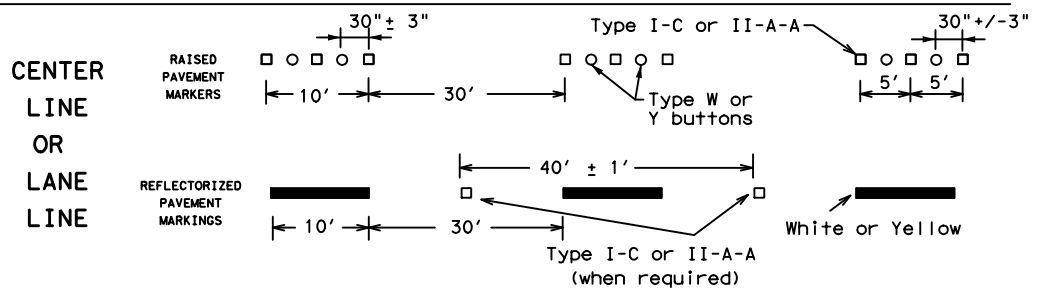 CENTER
LINE
OR
LANE
LINE
RAISED
PAVEMENT
MARKERS
30"± 3"
Type I-C or II-A-A
30"+/-3"
10'
30'
Type W or
Y buttons
5'
5'
REFLECTORIZED
PAVEMENT
MARKINGS
40' ± 1'
10'
30'
Type I-C or II-A-A
(when required)
White or Yellow